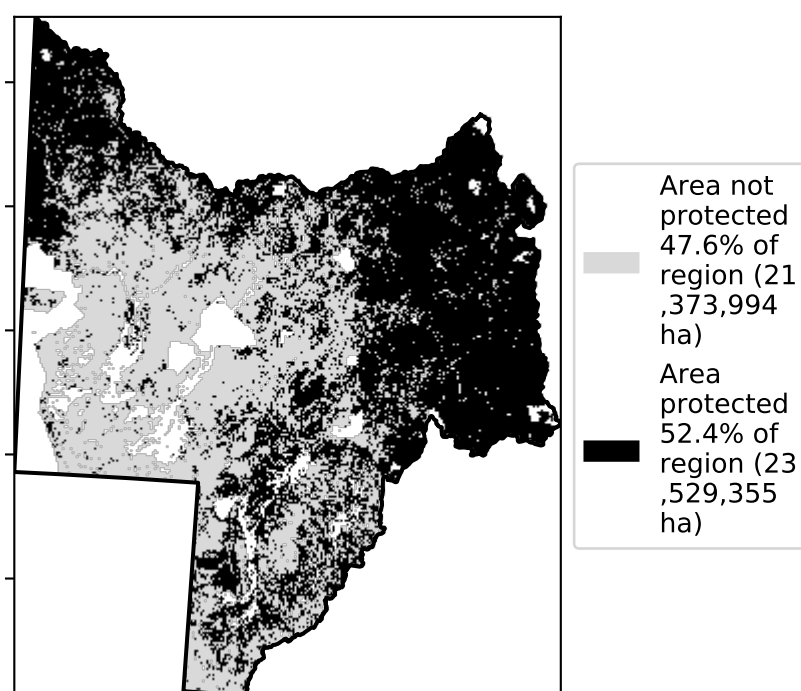 Area not
protected
47.6% of
region (21
,373,994
ha)
Area
protected
52.4% of
region (23
,529,355
ha)